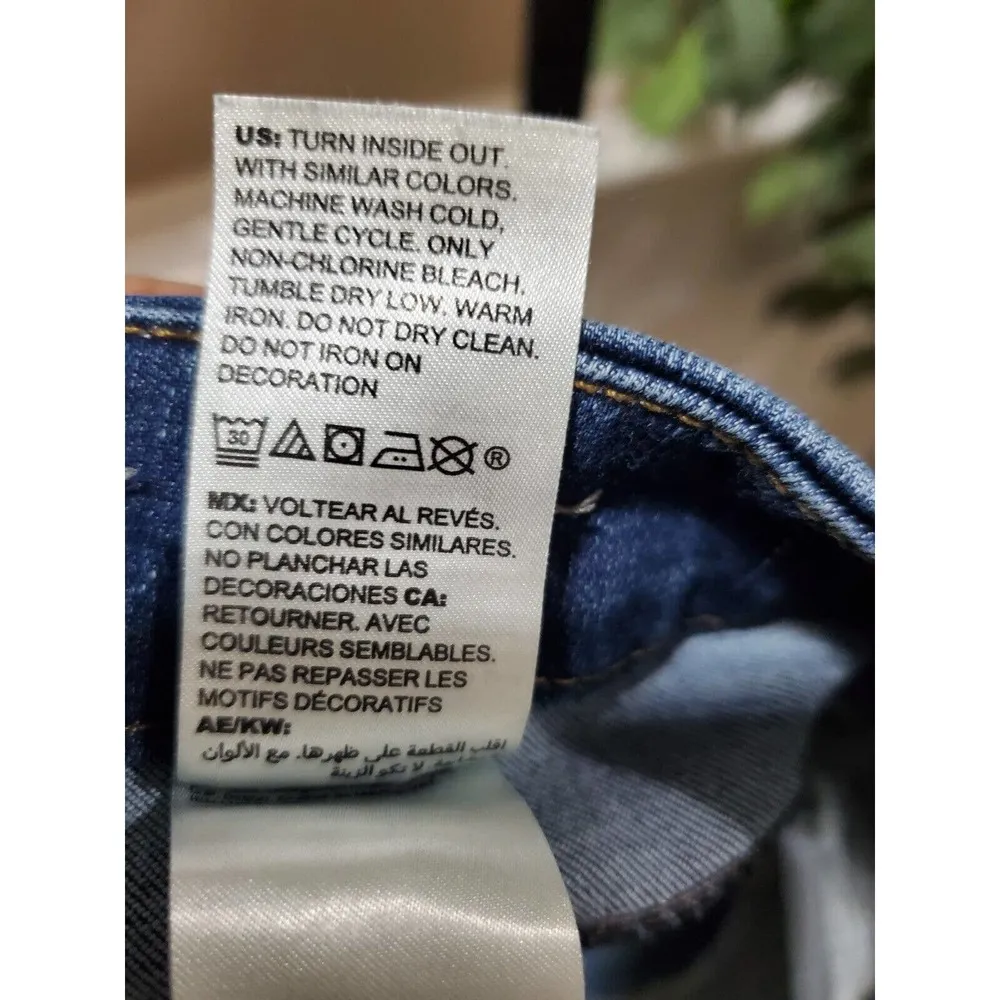 US: TURN INSIDE OUT.
WITH SIMILAR COLORS.
MACHINE WASH COLD,
GENTLE CYCLE. ONLY
NON-CHLORINE BLEACH.
TUMBLE DRY LOW. WARM
IRON. DO NOT DRY CLEAN.
DO NOT IRON ON
DECORATION
30 ®
MX: VOLTEAR AL REVÉS.
CON COLORES SIMILARES.
NO PLANCHAR LAS
DECORACIONES CA:
RETOURNER. AVEC
COULEURS SEMBLABLES.
NE PAS REPASSER LES
MOTIFS DÉCORATIFS
AE/KW:
اقلب القطعة على ظهرها. مع الألوان
لا تكو الزينة